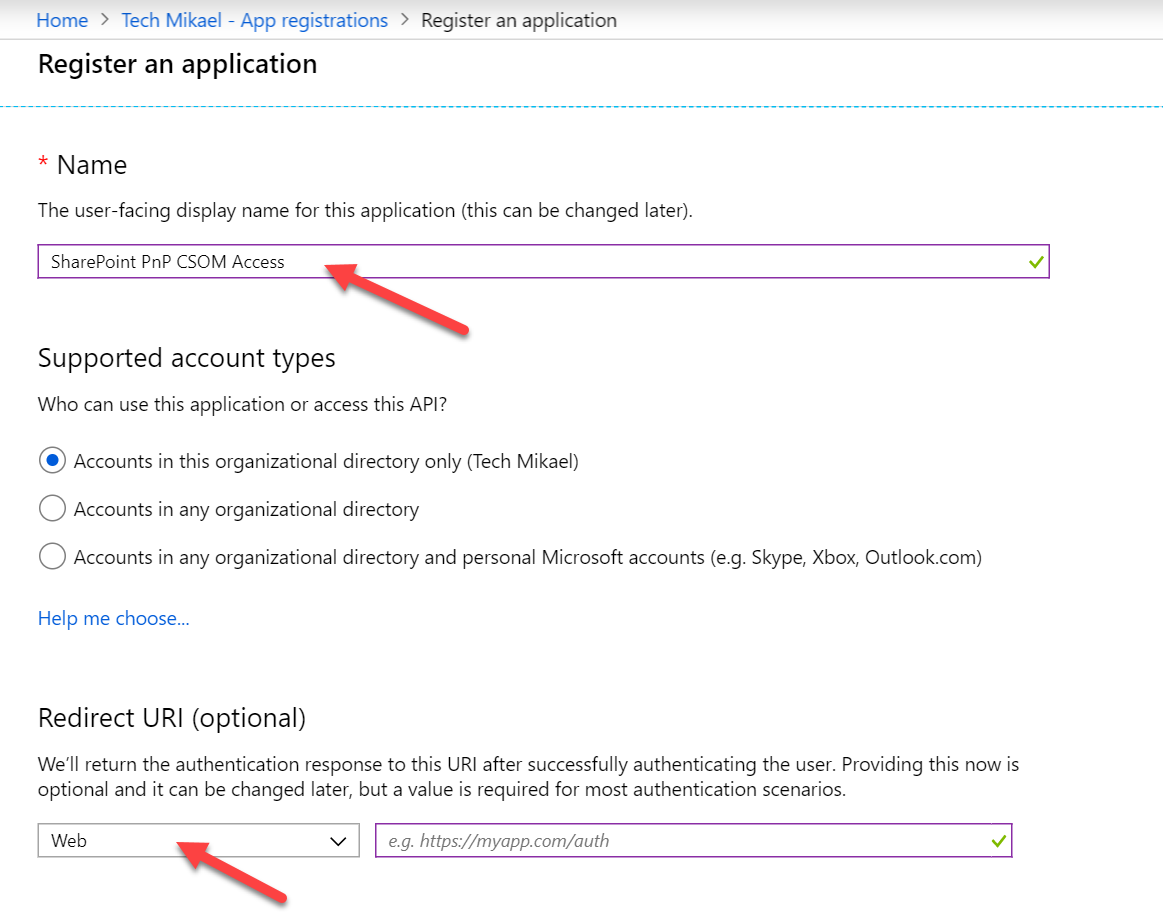 Home > Tech Mikael - App registrations > Register an application
Register an application
* Name
The user-facing display name for this application (this can be changed later).
SharePoint PnP CSOM Access
Supported account types
Who can use this application or access this API?
Accounts in this organizational directory only (Tech Mikael)
Accounts in any organizational directory
Accounts in any organizational directory and personal Microsoft accounts (e.g. Skype, Xbox, Outlook.com)
Help me choose...
Redirect URI (optional)
We'll return the authentication response to this URI after successfully authenticating the user. Providing this now is
optional and it can be changed later, but a value is required for most authentication scenarios.
Web e.g. https://myapp.com/auth